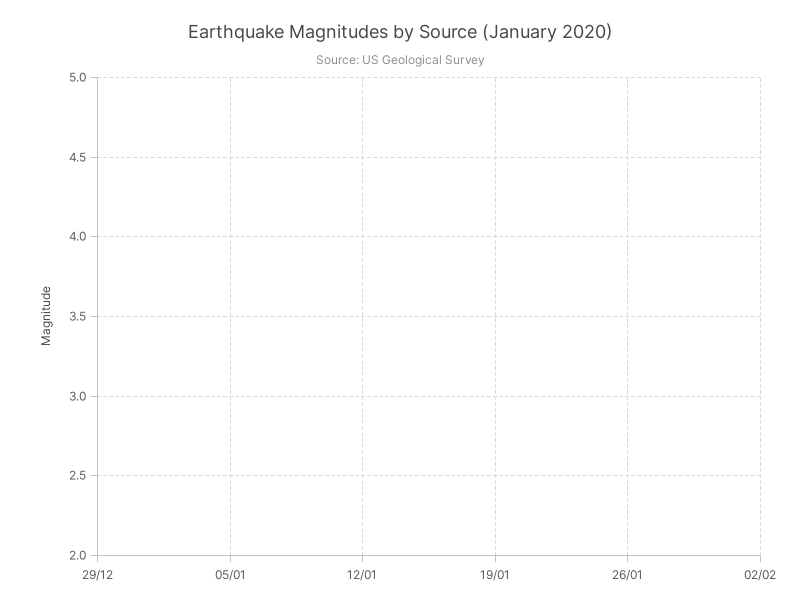 Earthquake Magnitudes by Source (January 2020)
Source: US Geological Survey
Magnitude
5.0
4.5
4.0
3.5
3.0
2.5
2.0
29/12 05/01 12/01 19/01 26/01 02/02